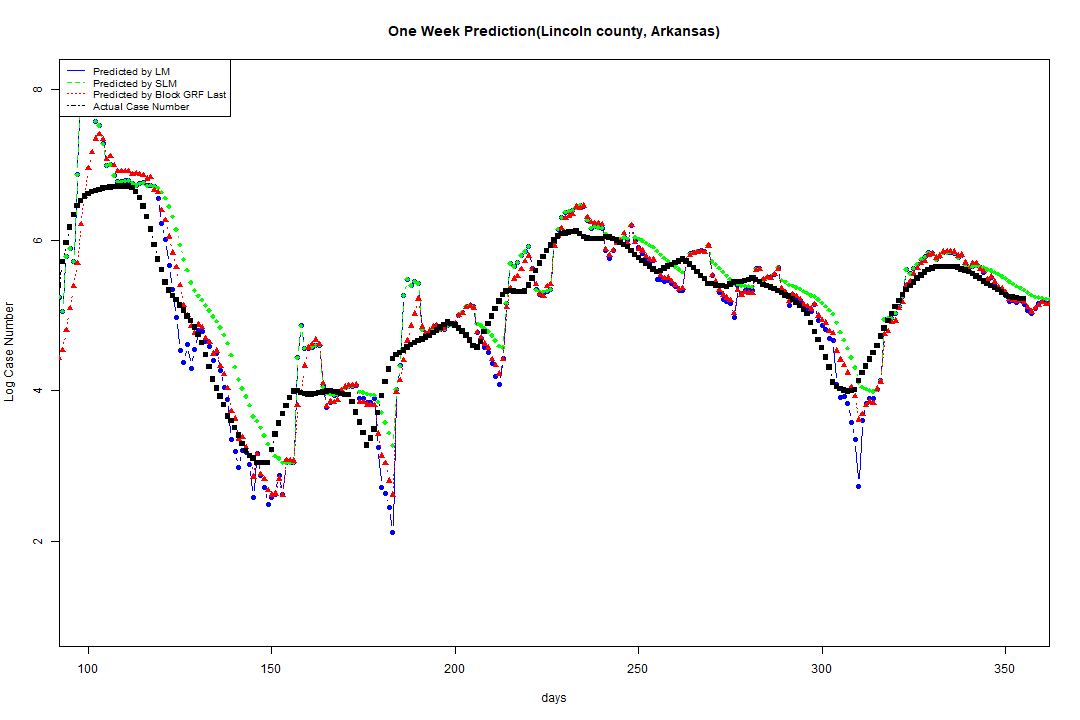 One Week Prediction(Lincoln county, Arkansas)
Predicted by LM
Predicted by SLM
Predicted by Block GRF Last
Actual Case Number
8
6
4
2
Log Case Number
100 150 200 250 300 350
days